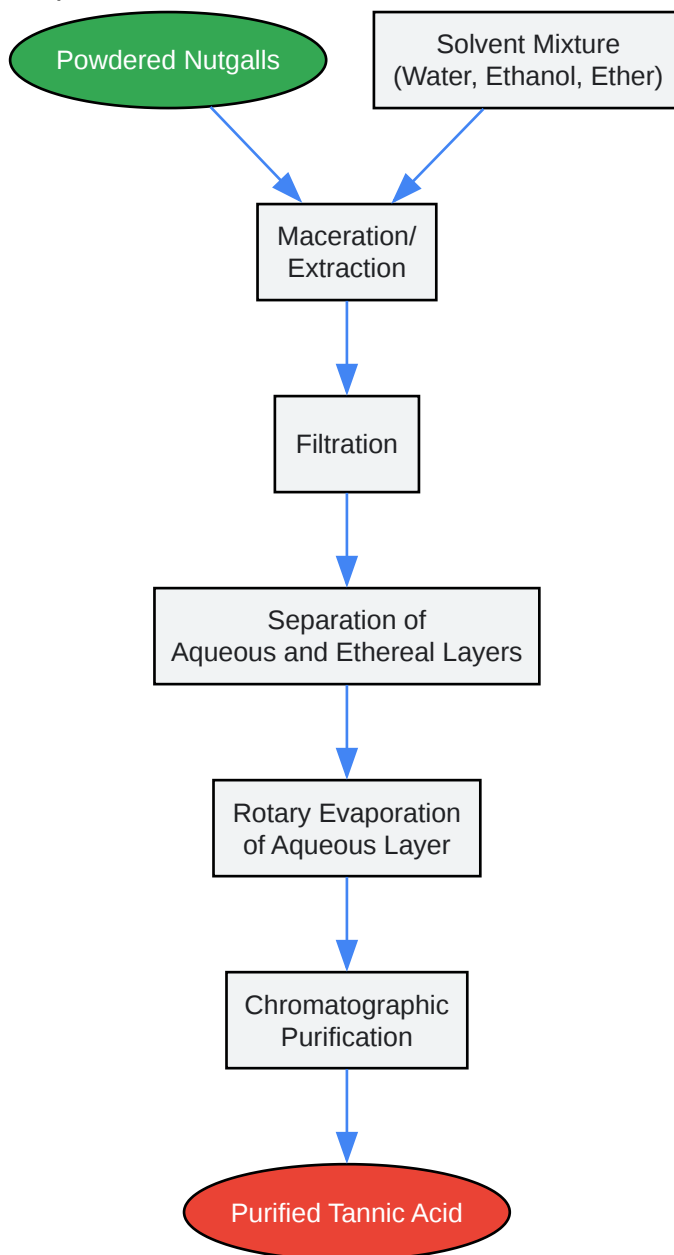 Powdered Nutgalls
Solvent Mixture
(Water, Ethanol, Ether)
Maceration/
Extraction
Filtration
Separation of
Aqueous and Ethereal Layers
Rotary Evaporation
of Aqueous Layer
Chromatographic
Purification
Purified Tannic Acid